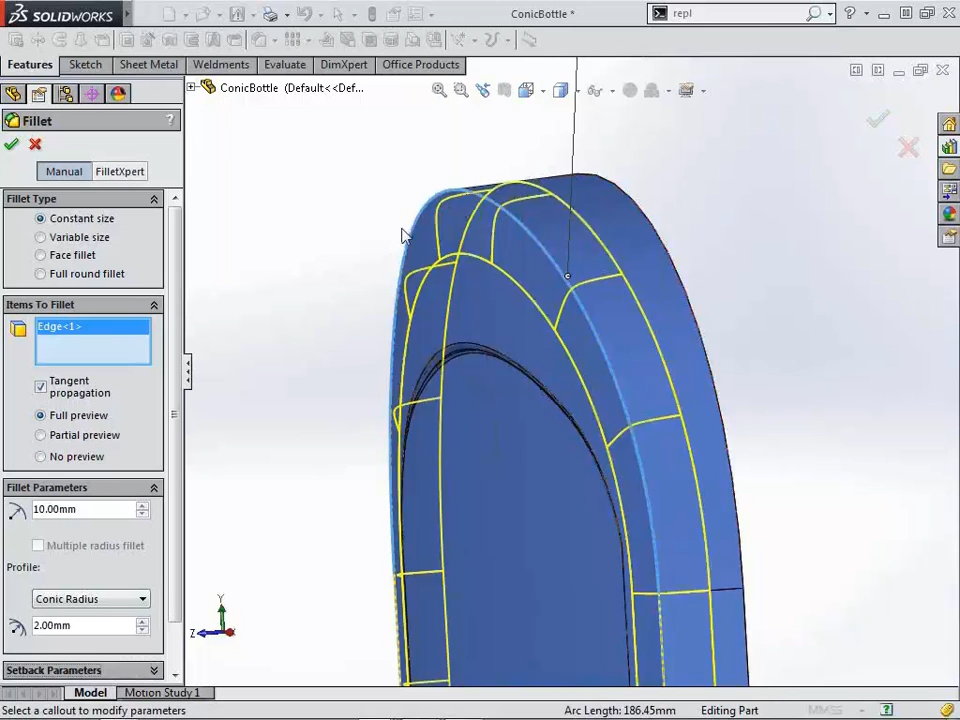 SOLIDWORKS
ConicBottle *
repl
Features
Sketch
Sheet Metal
Weldments
Evaluate
DimXpert
Office Products
ConicBottle (Default<<Def...
Fillet
?
Manual
FilletXpert
Fillet Type
Constant size
Variable size
Face fillet
Full round fillet
Items To Fillet
Edge<1>
Tangent
propagation
Full preview
Partial preview
No preview
Fillet Parameters
10.00mm
Multiple radius fillet
Profile:
Conic Radius
2.00mm
Setback Parameters
Y
Z
Model
Motion Study 1
Select a callout to modify parameters
Arc Length: 186.45mm
Editing Part
MMGS